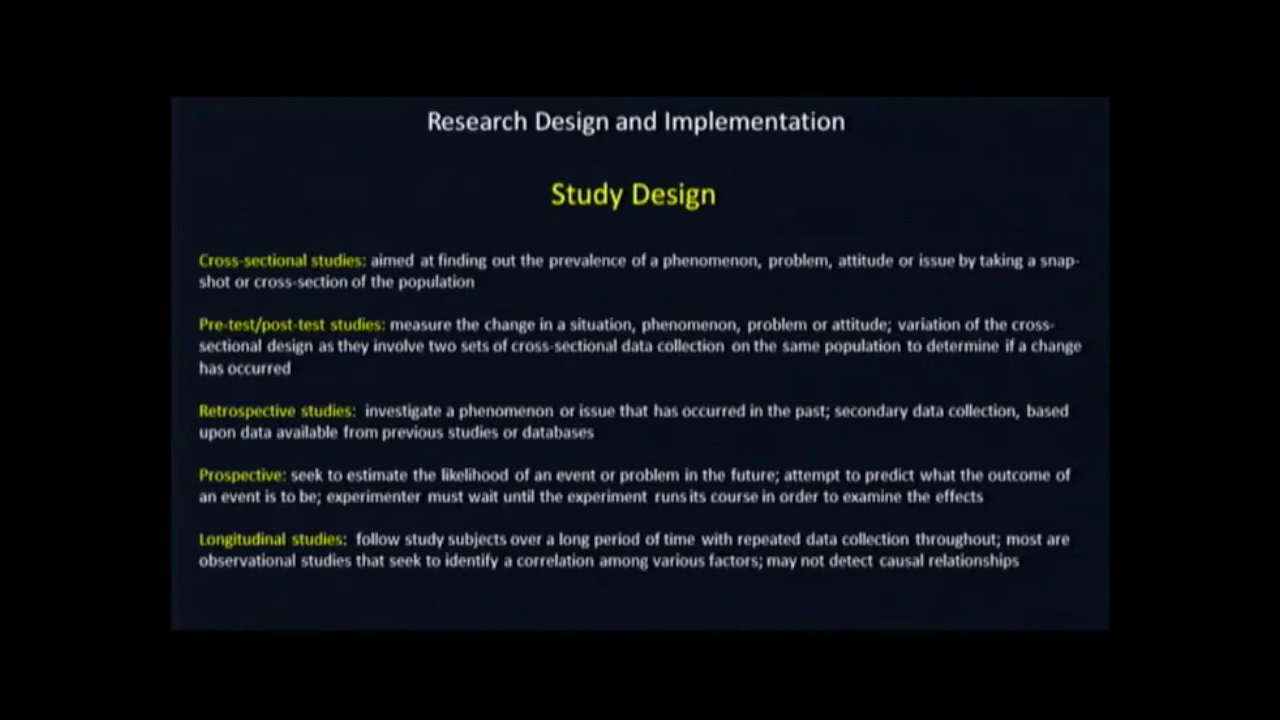 Research Design and Implementation
Study Design
Cross-sectional studies: aimed at finding out the prevalence of a phenomenon, problem, attitude or issue by taking a snap-
shot or cross-section of the population
Pre-test/post-test studies: measure the change in a situation, phenomenon, problem or attitude; variation of the cross-
sectional design as they involve two sets of cross-sectional data collection on the same population to determine if a change
has occurred
Retrospective studies: investigate a phenomenon or issue that has occurred in the past; secondary data collection, based
upon data available from previous studies or databases
Prospective: seek to estimate the likelihood of an event or problem in the future; attempt to predict what the outcome of
an event is to be; experimenter must wait until the experiment runs its course in order to examine the effects
Longitudinal studies: follow study subjects over a long period of time with repeated data collection throughout; most are
observational studies that seek to identify a correlation among various factors; may not detect causal relationships